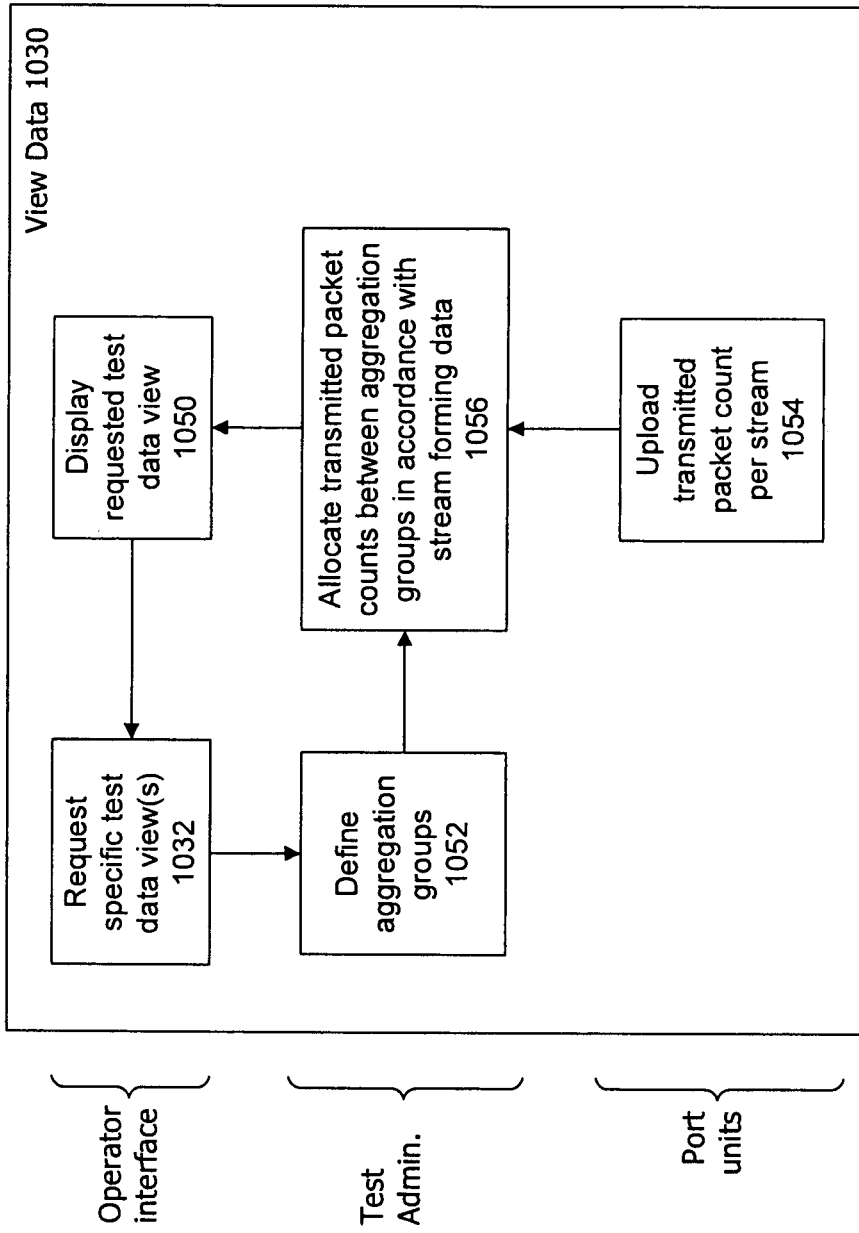 View Data 1030
Operator
interface
Request
specific test
data view(s)
1032
Display
requested test
data view
1050
Test
Admin.
Define
aggregation
groups
1052
Allocate transmitted packet
counts between aggregation
groups in accordance with
stream forming data
1056
Port
units
Upload
transmitted
packet count
per stream
1054